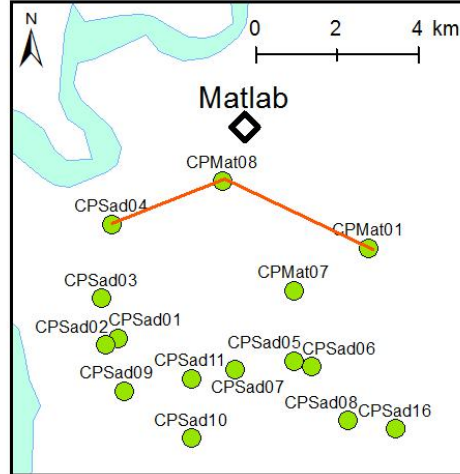 N
0 2 4 km
Matlab
CPMat08
CPSad04
CPMat01
CPSad03
CPMat07
CPSad02 CPSad01
CPSad11 CPSad05 CPSad06
CPSad09
CPSad07
CPSad08 CPSad16
CPSad10